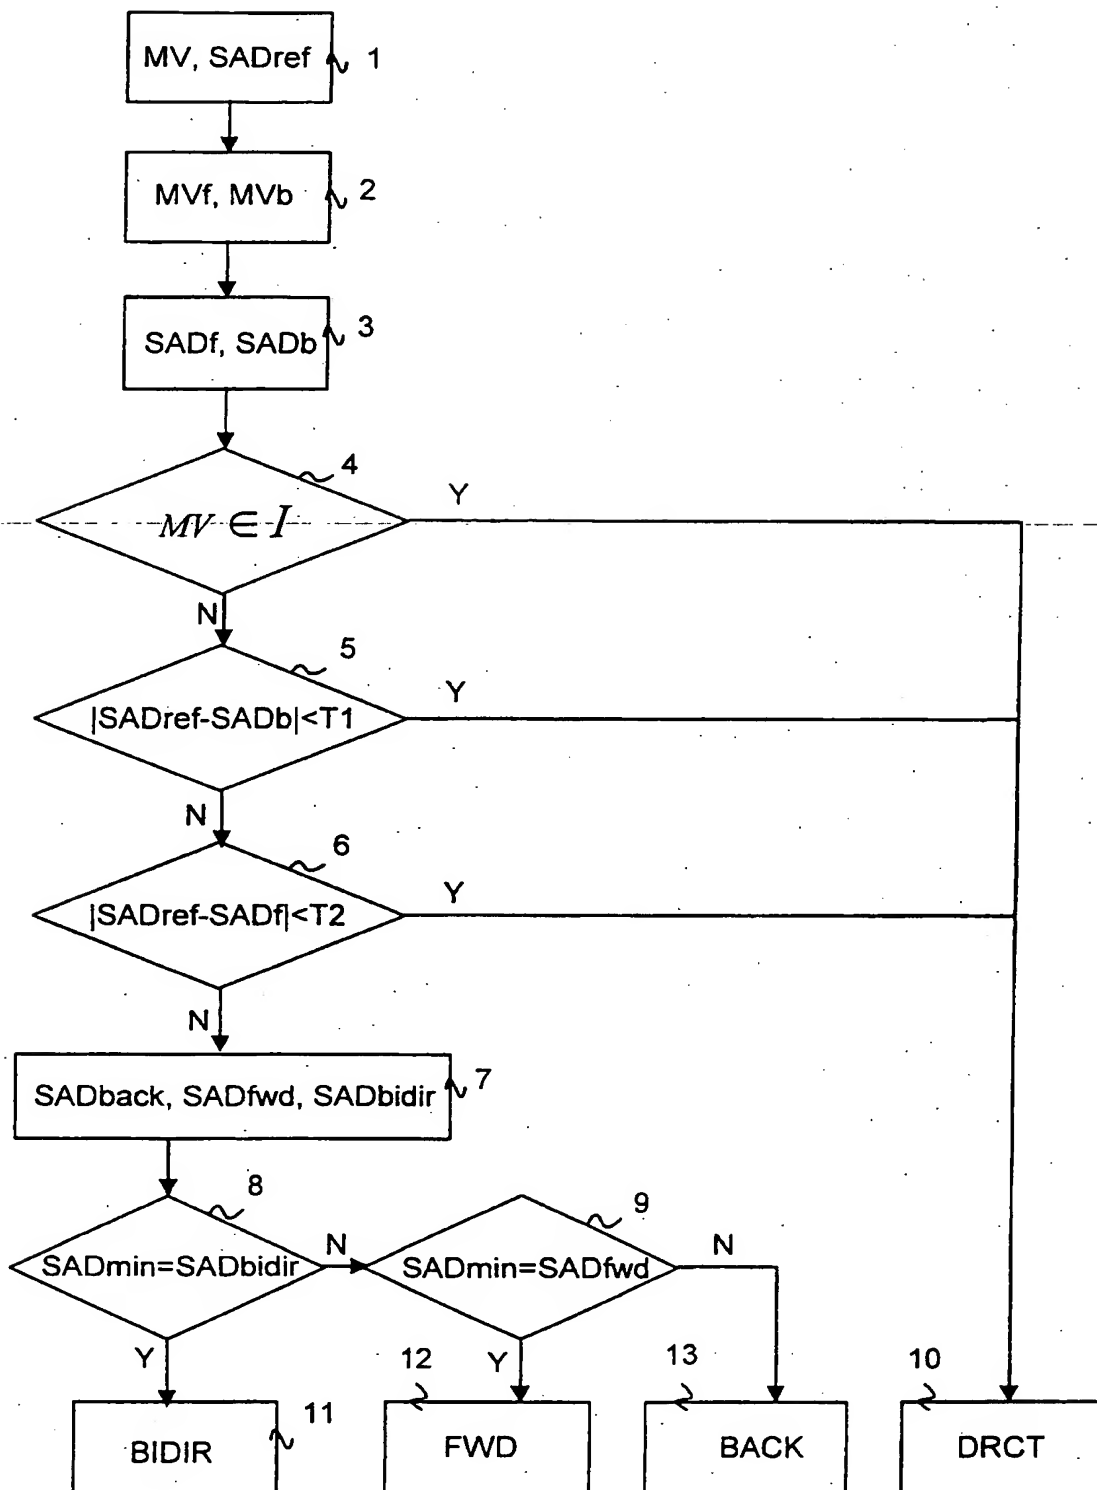 MV, SADref
1
MVf, MVb
2
SADf, SADb
3
4
MV ∈ I
Y
N
5
|SADref-SADb|<T1
Y
N
6
|SADref-SADf|<T2
Y
N
SADback, SADfwd, SADbidir
7
8
9
SADmin=SADbidir
N
SADmin=SADfwd
N
Y
Y
12
13
10
BIDIR
11
FWD
BACK
DRCT